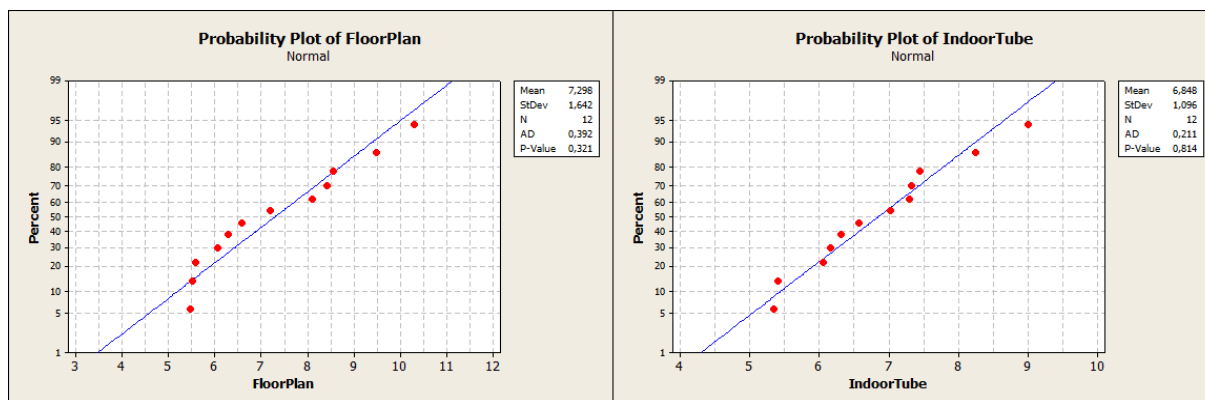 Probability Plot of FloorPlan
Normal
99
95
90
80
70
60
50
40
30
20
10
5
1
Percent
3 4 5 6 7 8 9 10 11 12
FloorPlan
Mean 7,298
StDev 1,642
N 12
AD 0,392
P-Value 0,321
Probability Plot of IndoorTube
Normal
99
95
90
80
70
60
50
40
30
20
10
5
1
Percent
4 5 6 7 8 9 10
IndoorTube
Mean 6,848
StDev 1,096
N 12
AD 0,211
P-Value 0,814